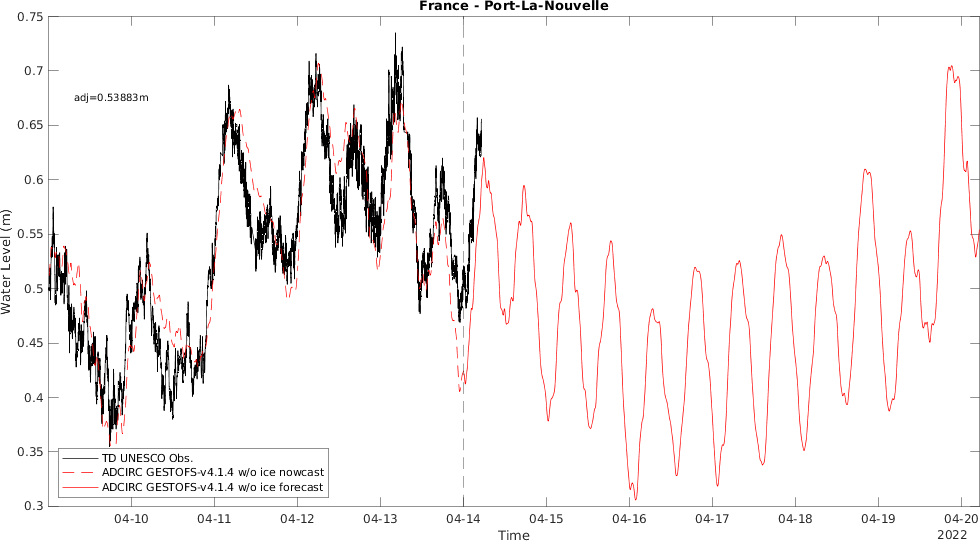 France - Port-La-Nouvelle
0.75
0.7
0.65
0.6
0.55
0.5
0.45
0.4
0.35
0.3
Water Level (m)
adj=0.53883m
TD UNESCO Obs.
ADCIRC GESTOFS-v4.1.4 w/o ice nowcast
ADCIRC GESTOFS-v4.1.4 w/o ice forecast
04-10 04-11 04-12 04-13 04-14 04-15 04-16 04-17 04-18 04-19 04-20
Time
2022